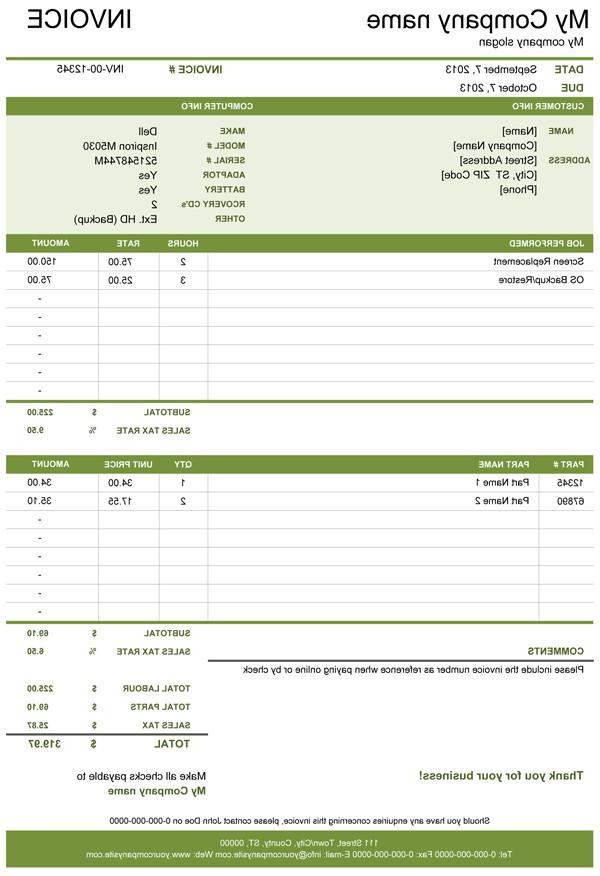 My Company name INVOICE
My company slogan
DATE September 7, 2013 INVOICE # INV-00-12345
DUE October 7, 2013
CUSTOMER INFO COMPUTER INFO
NAME [Name] MAKE Dell
[Company Name] MODEL # Inspiron M5030
ADDRESS [Street Address] SERIAL # 521548744M
[City, ST ZIP Code] ADAPTOR Yes
[Phone] BATTERY Yes
RCOVERY CD's 2
OTHER Ext. HD (Backup)
JOB PERFORMED HOURS RATE AMOUNT
Screen Replacement 2 75.00 150.00
OS Backup/Restore 3 25.00 75.00
-
-
-
-
-
-
SUBTOTAL $ 225.00
SALES TAX RATE % 9.50
PART # PART NAME QTY UNIT PRICE AMOUNT
12345 Part Name 1 1 34.00 34.00
67890 Part Name 2 2 17.55 35.10
-
-
-
-
-
-
SUBTOTAL $ 69.10
COMMENTS SALES TAX RATE % 6.50
Please include the invoice number as reference when paying online or by check
TOTAL LABOUR $ 225.00
TOTAL PARTS $ 69.10
SALES TAX $ 25.87
TOTAL $ 319.97
Thank you for your business! Make all checks payable to
My Company name
Should you have any enquiries concerning this invoice, please contact John Doe on 0-000-000-0000
111 Street, Town/City, County, ST, 00000
Tel: 0-000-000-0000 Fax: 0-000-000-0000 E-mail: info@yourcompanysite.com Web: www.yourcompanysite.com